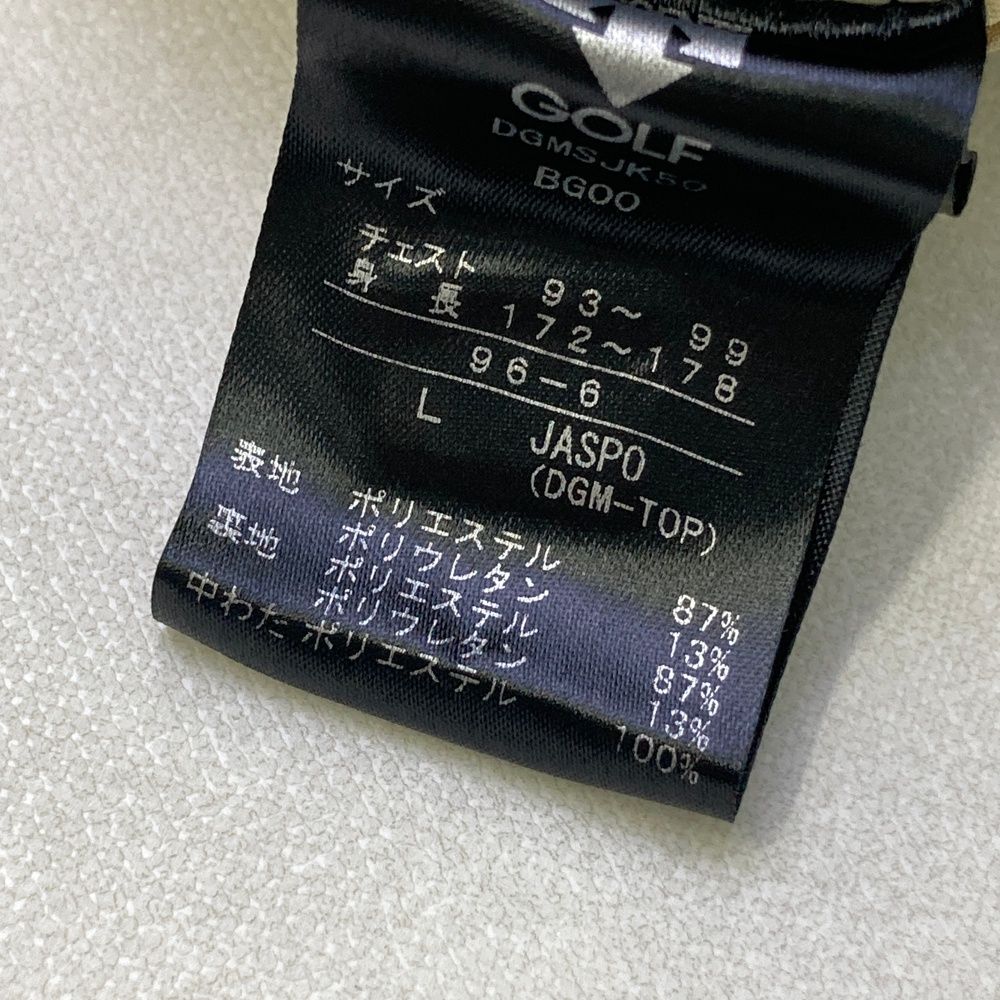 GOLF
DGMSJK50
BG00
サイズ
チェスト 93～ 99
身 長 172～178
96-6
L JASPO
(DGM-TOP)
表地 ポリエステル 87%
ポリウレタン 13%
裏地 ポリエステル 87%
ポリウレタン 13%
中わた ポリエステル 100%